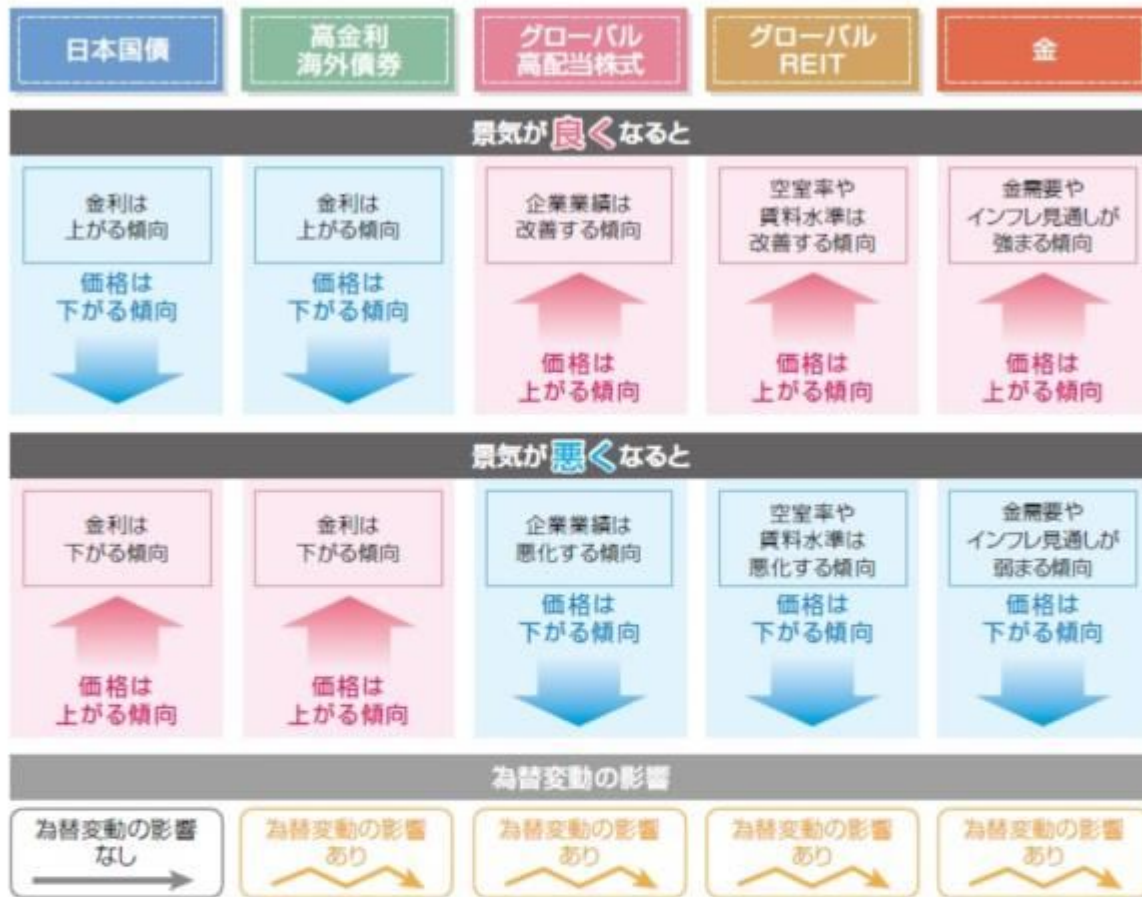 日本国債
高金利
海外債券
グローバル
高配当株式
グローバル
REIT
金
景気が良くなると
金利は
上がる傾向
価格は
下がる傾向
金利は
上がる傾向
価格は
下がる傾向
企業業績は
改善する傾向
価格は
上がる傾向
空室率や
賃料水準は
改善する傾向
価格は
上がる傾向
金需要や
インフレ見通しが
強まる傾向
価格は
上がる傾向
景気が悪くなると
金利は
下がる傾向
価格は
上がる傾向
金利は
下がる傾向
価格は
上がる傾向
企業業績は
悪化する傾向
価格は
下がる傾向
空室率や
賃料水準は
悪化する傾向
価格は
下がる傾向
金需要や
インフレ見通しが
弱まる傾向
価格は
下がる傾向
為替変動の影響
為替変動の影響
なし
為替変動の影響
あり
為替変動の影響
あり
為替変動の影響
あり
為替変動の影響
あり